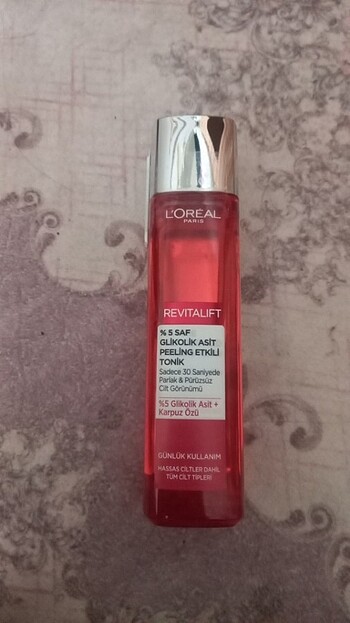 L'ORÉAL
PARIS
REVITALIFT
% 5 SAF
GLİKOLİK ASİT
PEELİNG ETKİLİ
TONİK
Sadece 30 Saniyede
Parlak & Pürüzsüz
Cilt Görünümü
%5 Glikolik Asit +
Karpuz Özü
GÜNLÜK KULLANIM
HASSAS CİLTLER DAHİL
TÜM CİLT TİPLERİ